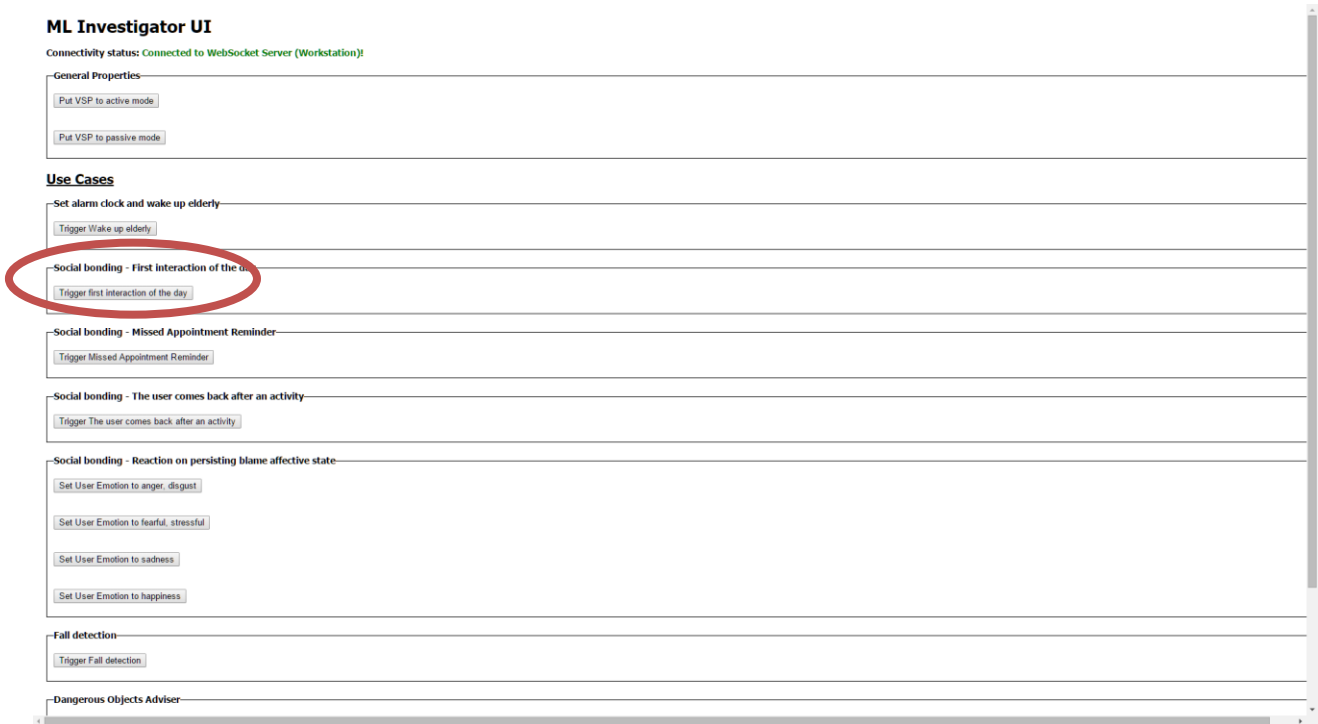 ML Investigator UI
Connectivity status: Connected to WebSocket Server (Workstation)!
General Properties
Put VSP to active mode
Put VSP to passive mode
Use Cases
Set alarm clock and wake up elderly
Trigger Wake up elderly
Social bonding - First interaction of the day
Trigger first interaction of the day
Social bonding - Missed Appointment Reminder
Trigger Missed Appointment Reminder
Social bonding - The user comes back after an activity
Trigger The user comes back after an activity
Social bonding - Reaction on persisting blame affective state
Set User Emotion to anger, disgust
Set User Emotion to fearful, stressful
Set User Emotion to sadness
Set User Emotion to happiness
Fall detection
Trigger Fall detection
Dangerous Objects Adviser